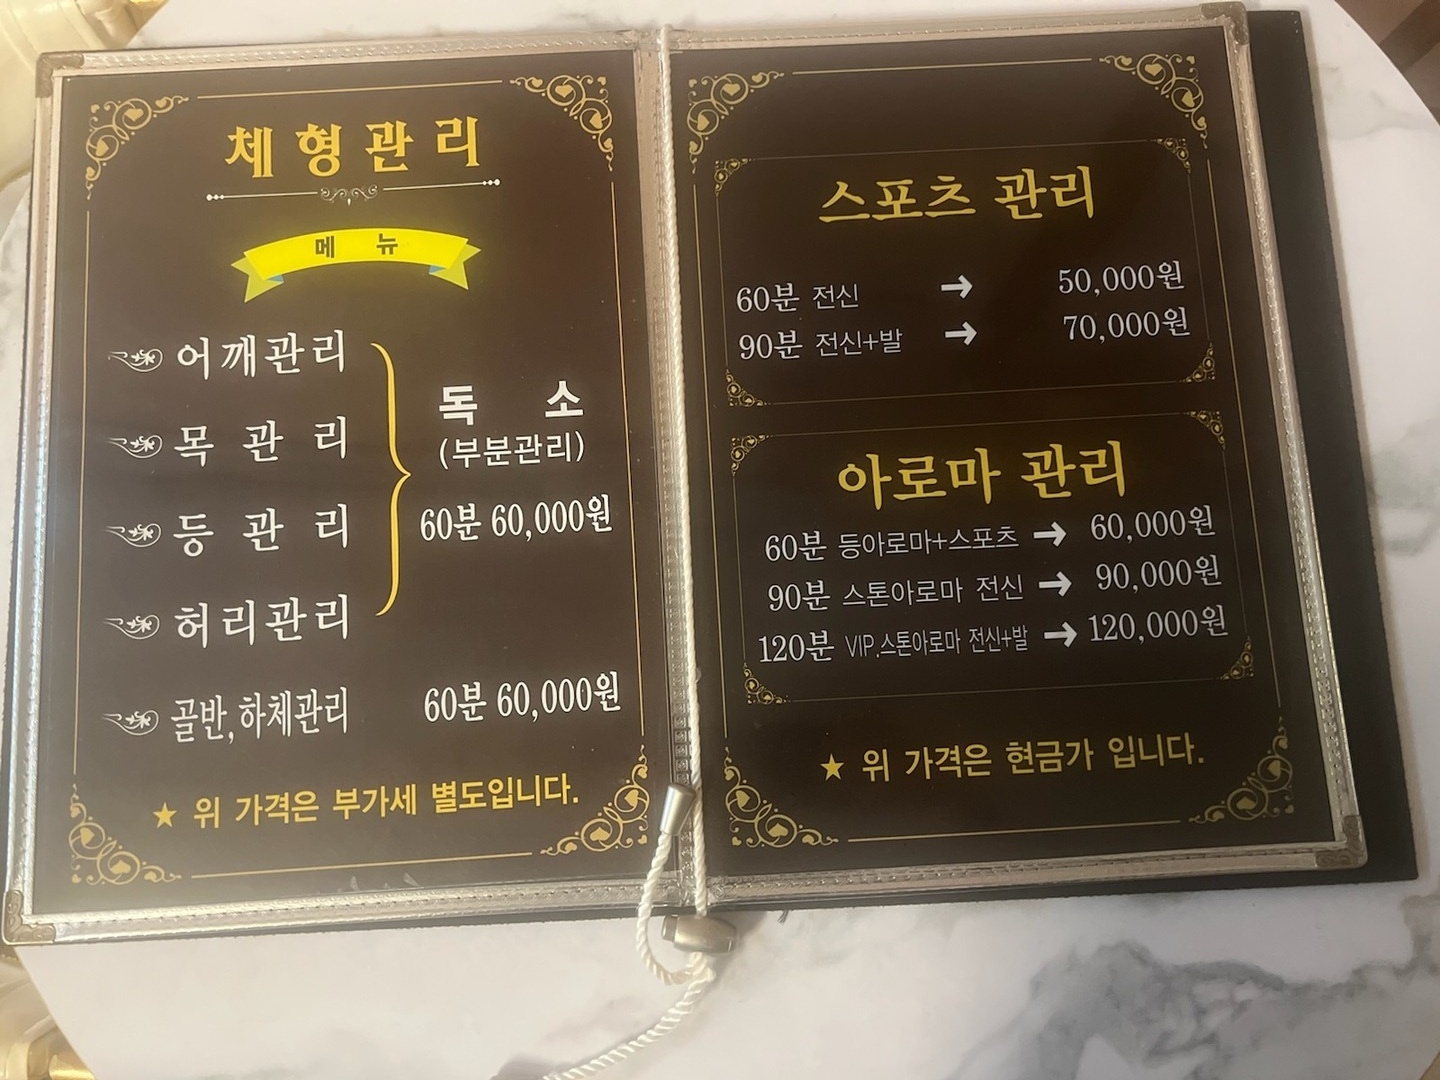 체형관리
메 뉴
어깨관리
목 관 리
등 관 리
허리관리
독 소
(부분관리)
60분 60,000원
골반,하체관리 60분 60,000원
★ 위 가격은 부가세 별도입니다.
스포츠 관리
60분 전신 → 50,000원
90분 전신+발 → 70,000원
아로마 관리
60분 등아로마+스포츠 → 60,000원
90분 스톤아로마 전신 → 90,000원
120분 VIP.스톤아로마 전신+발 → 120,000원
★ 위 가격은 현금가 입니다.